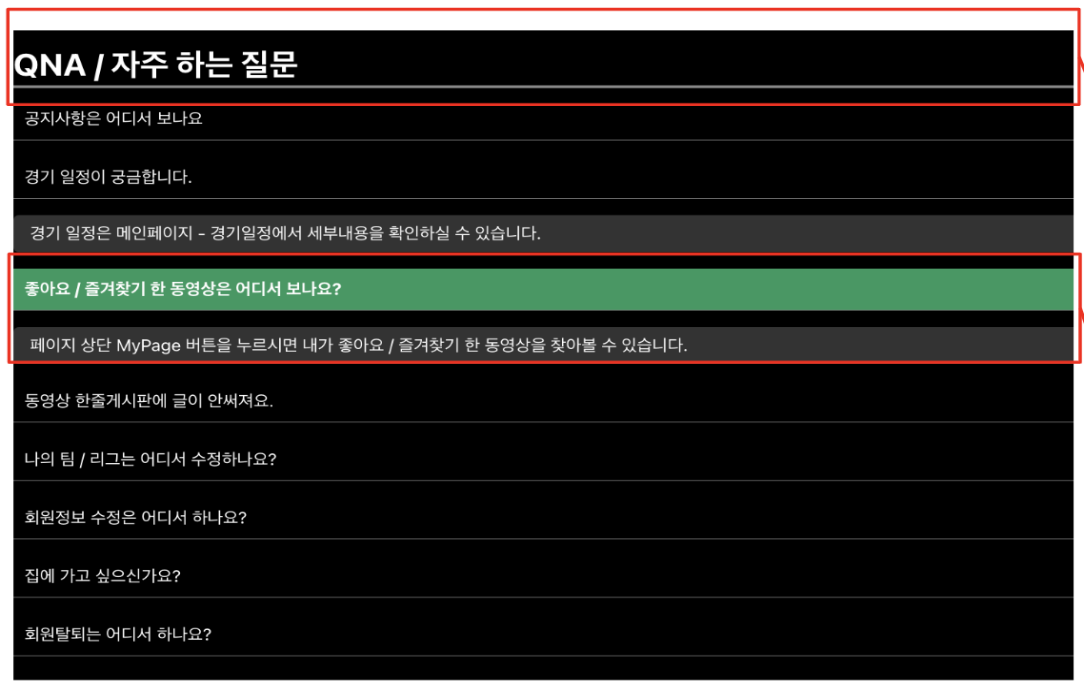 QNA / 자주 하는 질문
공지사항은 어디서 보나요
경기 일정이 궁금합니다.
경기 일정은 메인페이지 - 경기일정에서 세부내용을 확인하실 수 있습니다.
좋아요 / 즐겨찾기 한 동영상은 어디서 보나요?
페이지 상단 MyPage 버튼을 누르시면 내가 좋아요 / 즐겨찾기 한 동영상을 찾아볼 수 있습니다.
동영상 한줄게시판에 글이 안써져요.
나의 팀 / 리그는 어디서 수정하나요?
회원정보 수정은 어디서 하나요?
집에 가고 싶으신가요?
회원탈퇴는 어디서 하나요?